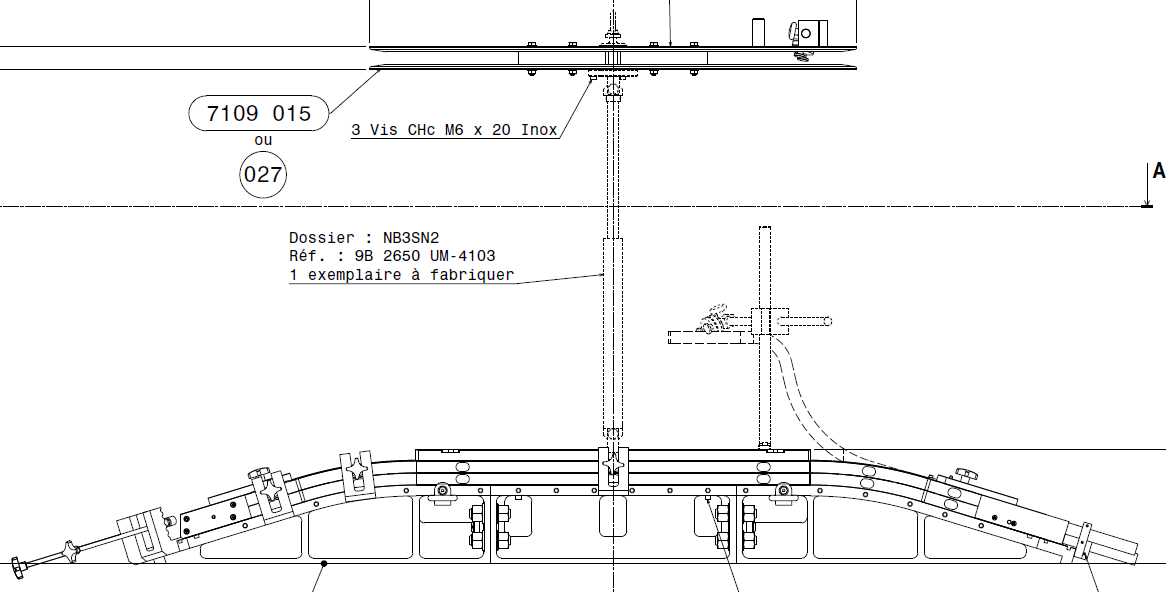 7109 015
3 Vis CHc M6 x 20 Inox
ou
027
A
Dossier : NB3SN2
Réf. : 9B 2650 UM-4103
1 exemplaire à fabriquer